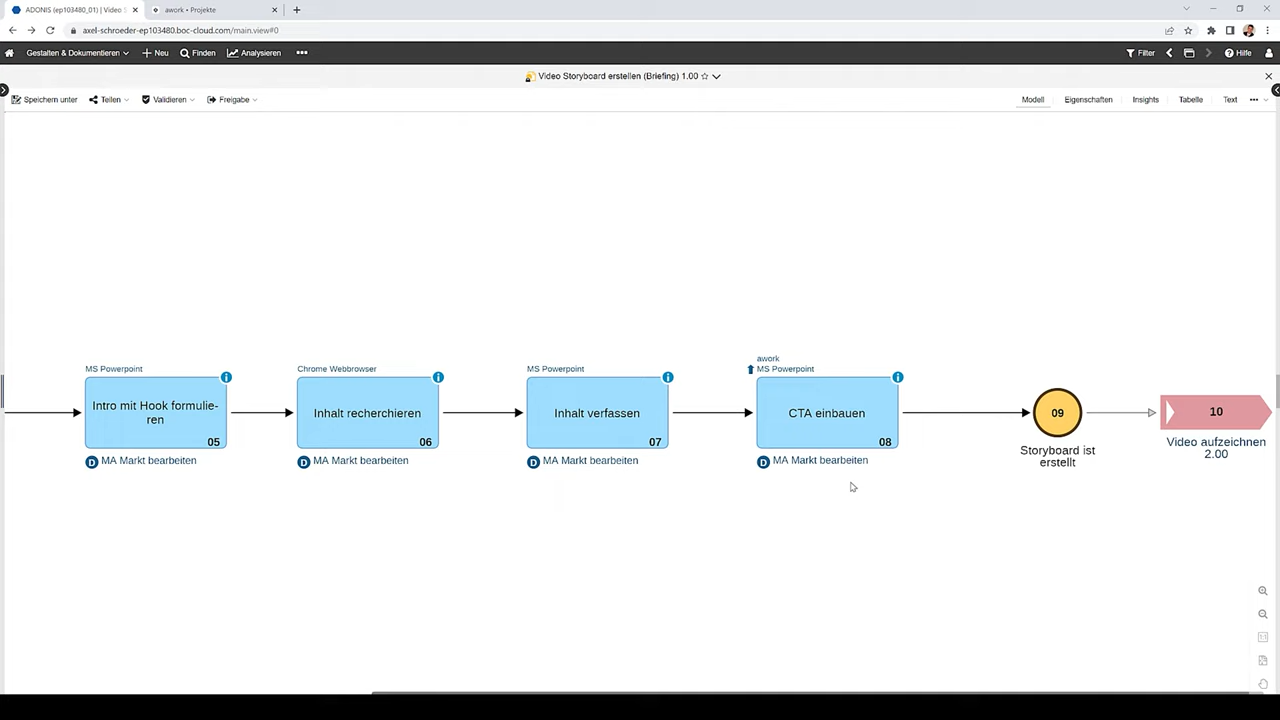 ADONIS (ep103480_01) | Video S
awork • Projekte
axel-schroeder-ep103480.boc-cloud.com/main.view#0
Gestalten & Dokumentieren
Neu
Finden
Analysieren
Filter
Hilfe
Video Storyboard erstellen (Briefing) 1.00
Speichern unter
Teilen
Validieren
Freigabe
Modell
Eigenschaften
Insights
Tabelle
Text
MS Powerpoint
Intro mit Hook formulie-
ren
05
D MA Markt bearbeiten
Chrome Webbrowser
Inhalt recherchieren
06
D MA Markt bearbeiten
MS Powerpoint
Inhalt verfassen
07
D MA Markt bearbeiten
awork
MS Powerpoint
CTA einbauen
08
D MA Markt bearbeiten
09
Storyboard ist
erstellt
10
Video aufzeichnen
2.00
1:1